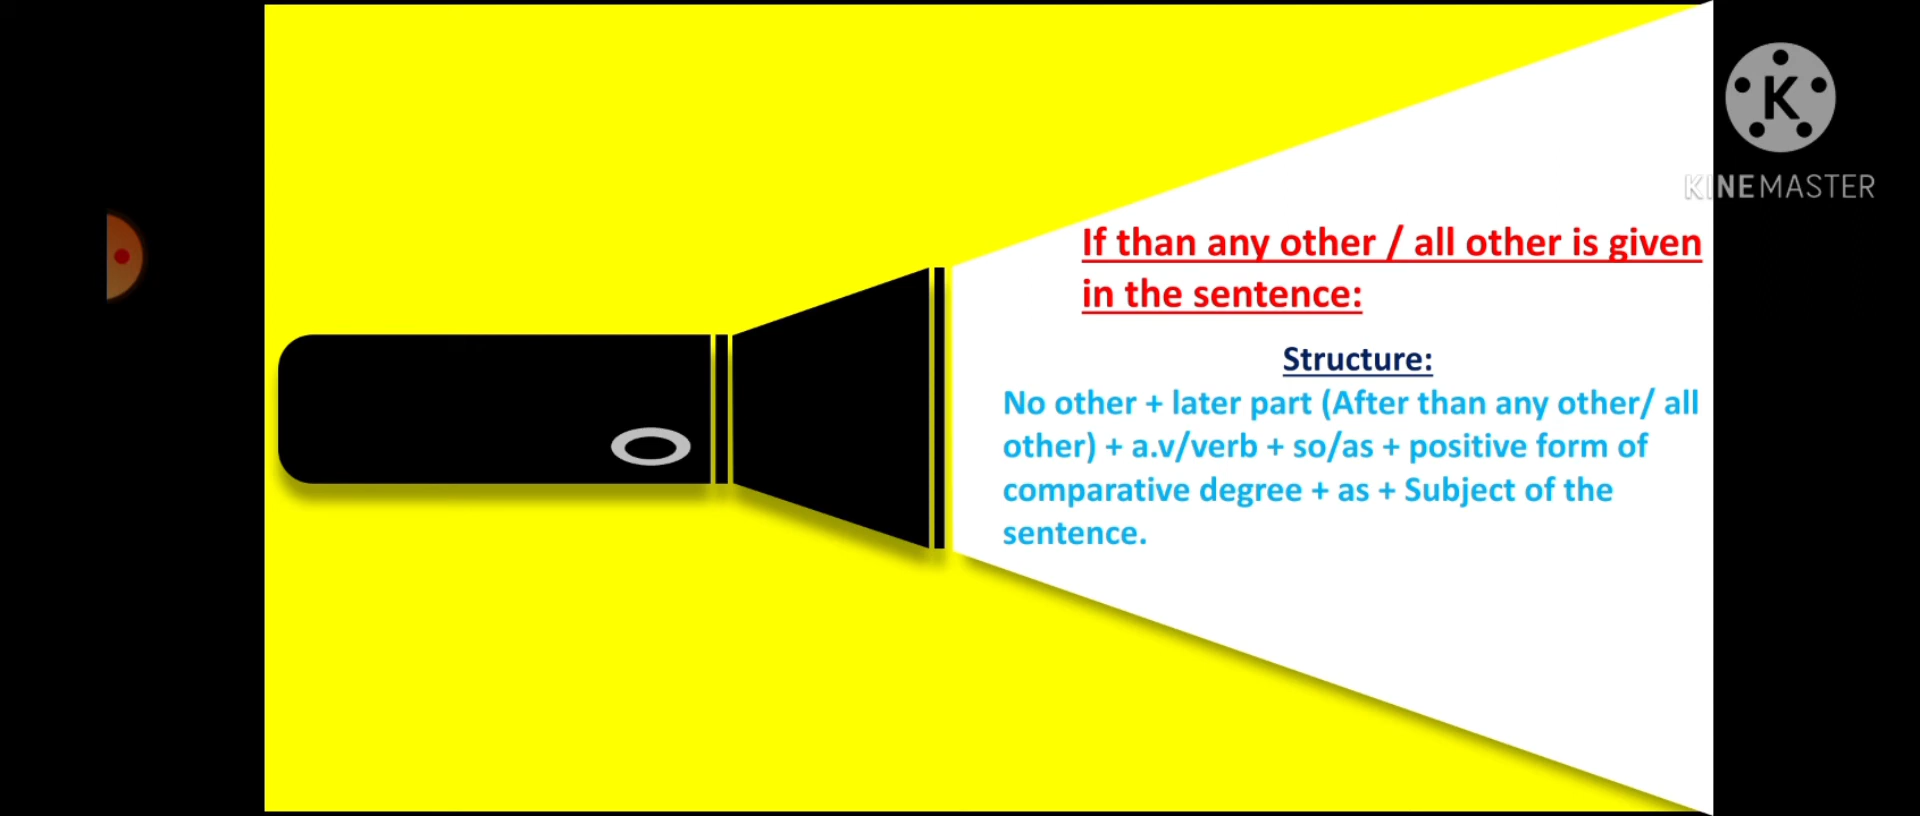 K
KINEMASTER
If than any other / all other is given
in the sentence:
Structure:
No other + later part (After than any other/ all
other) + a.v/verb + so/as + positive form of
comparative degree + as + Subject of the
sentence.